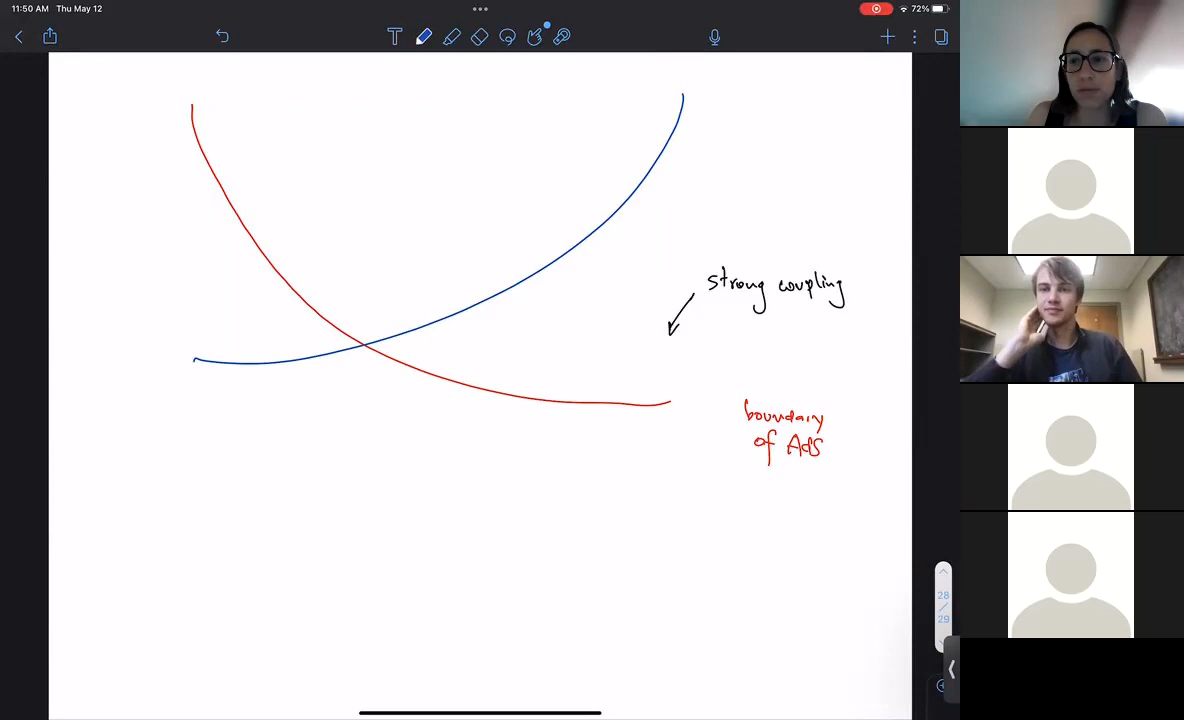 11:50 AM Thu May 12
72%
T
strong coupling
boundary
of AdS
28
/
29